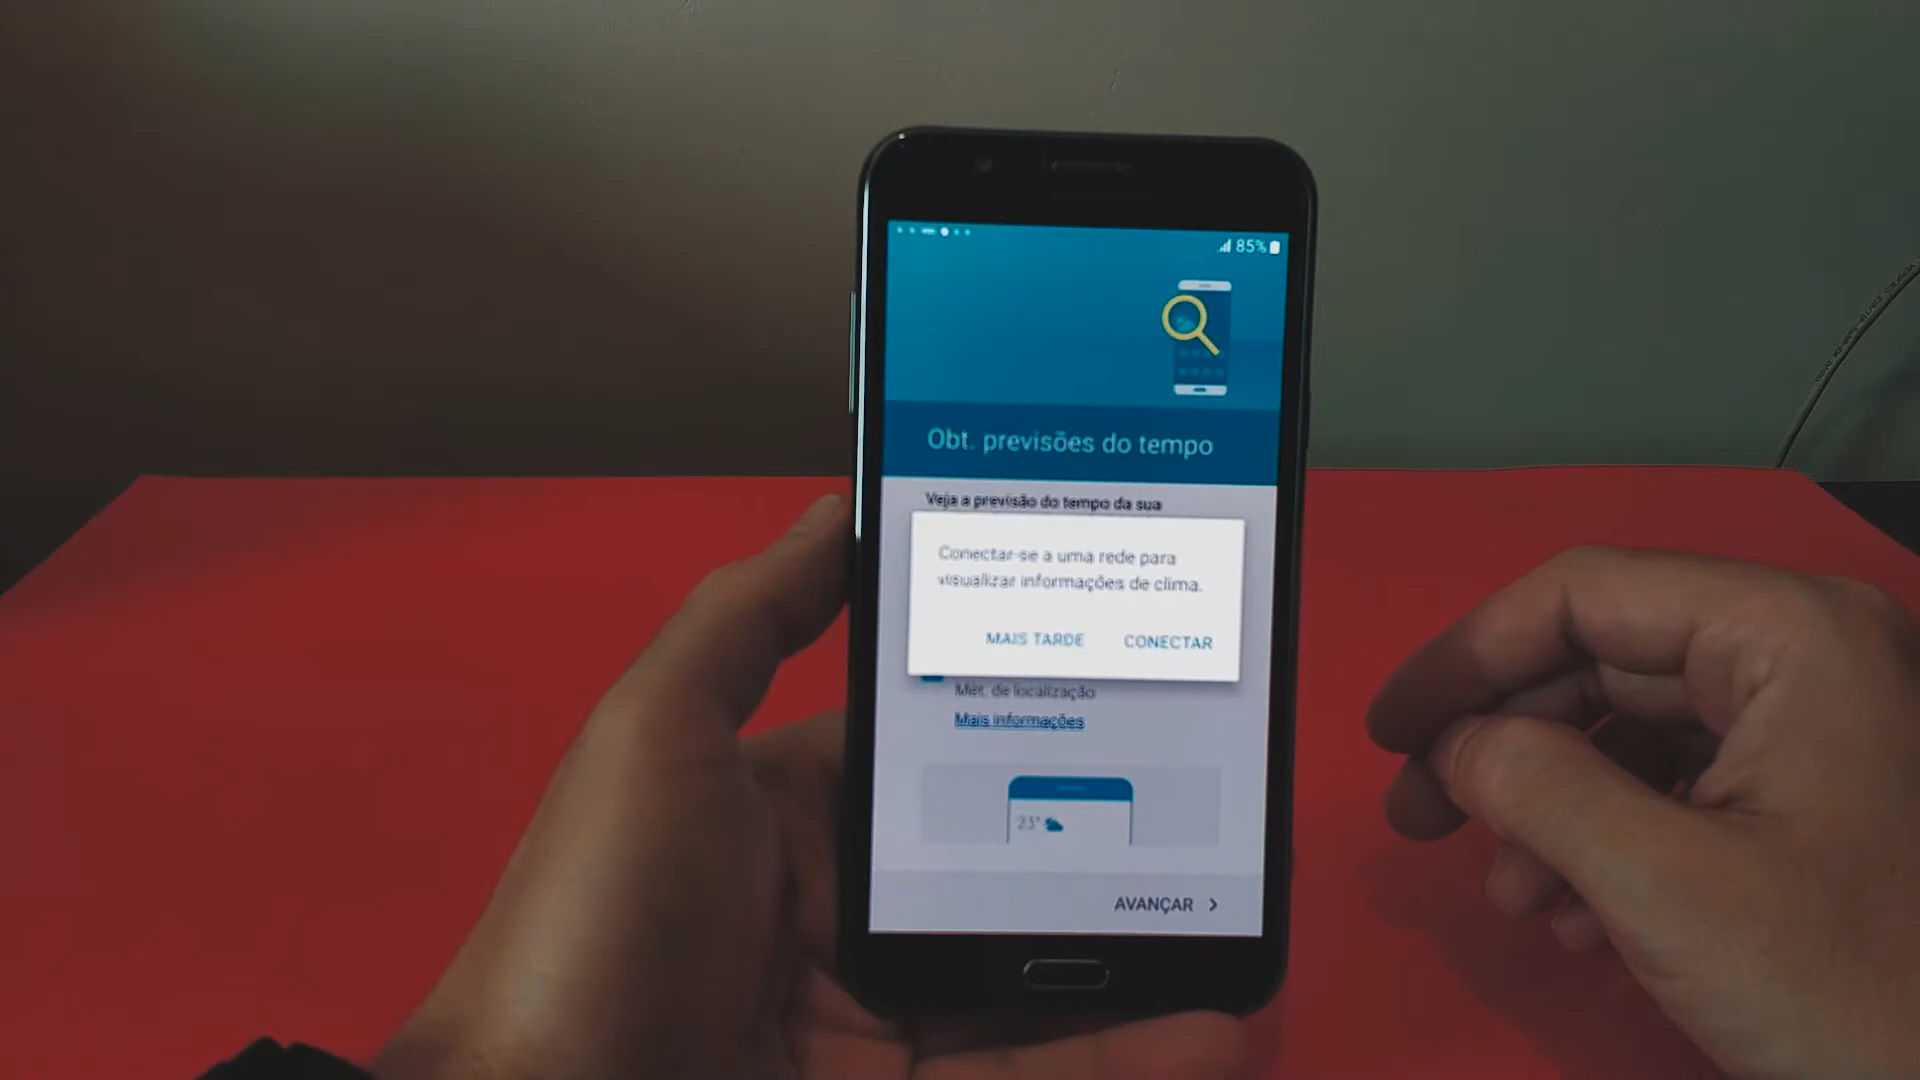 85%
Obt. previsões do tempo
Veja a previsão do tempo da sua
Conectar-se a uma rede para
visualizar informações de clima.
MAIS TARDE CONECTAR
Mét. de localização
Mais informações
23°
AVANÇAR >